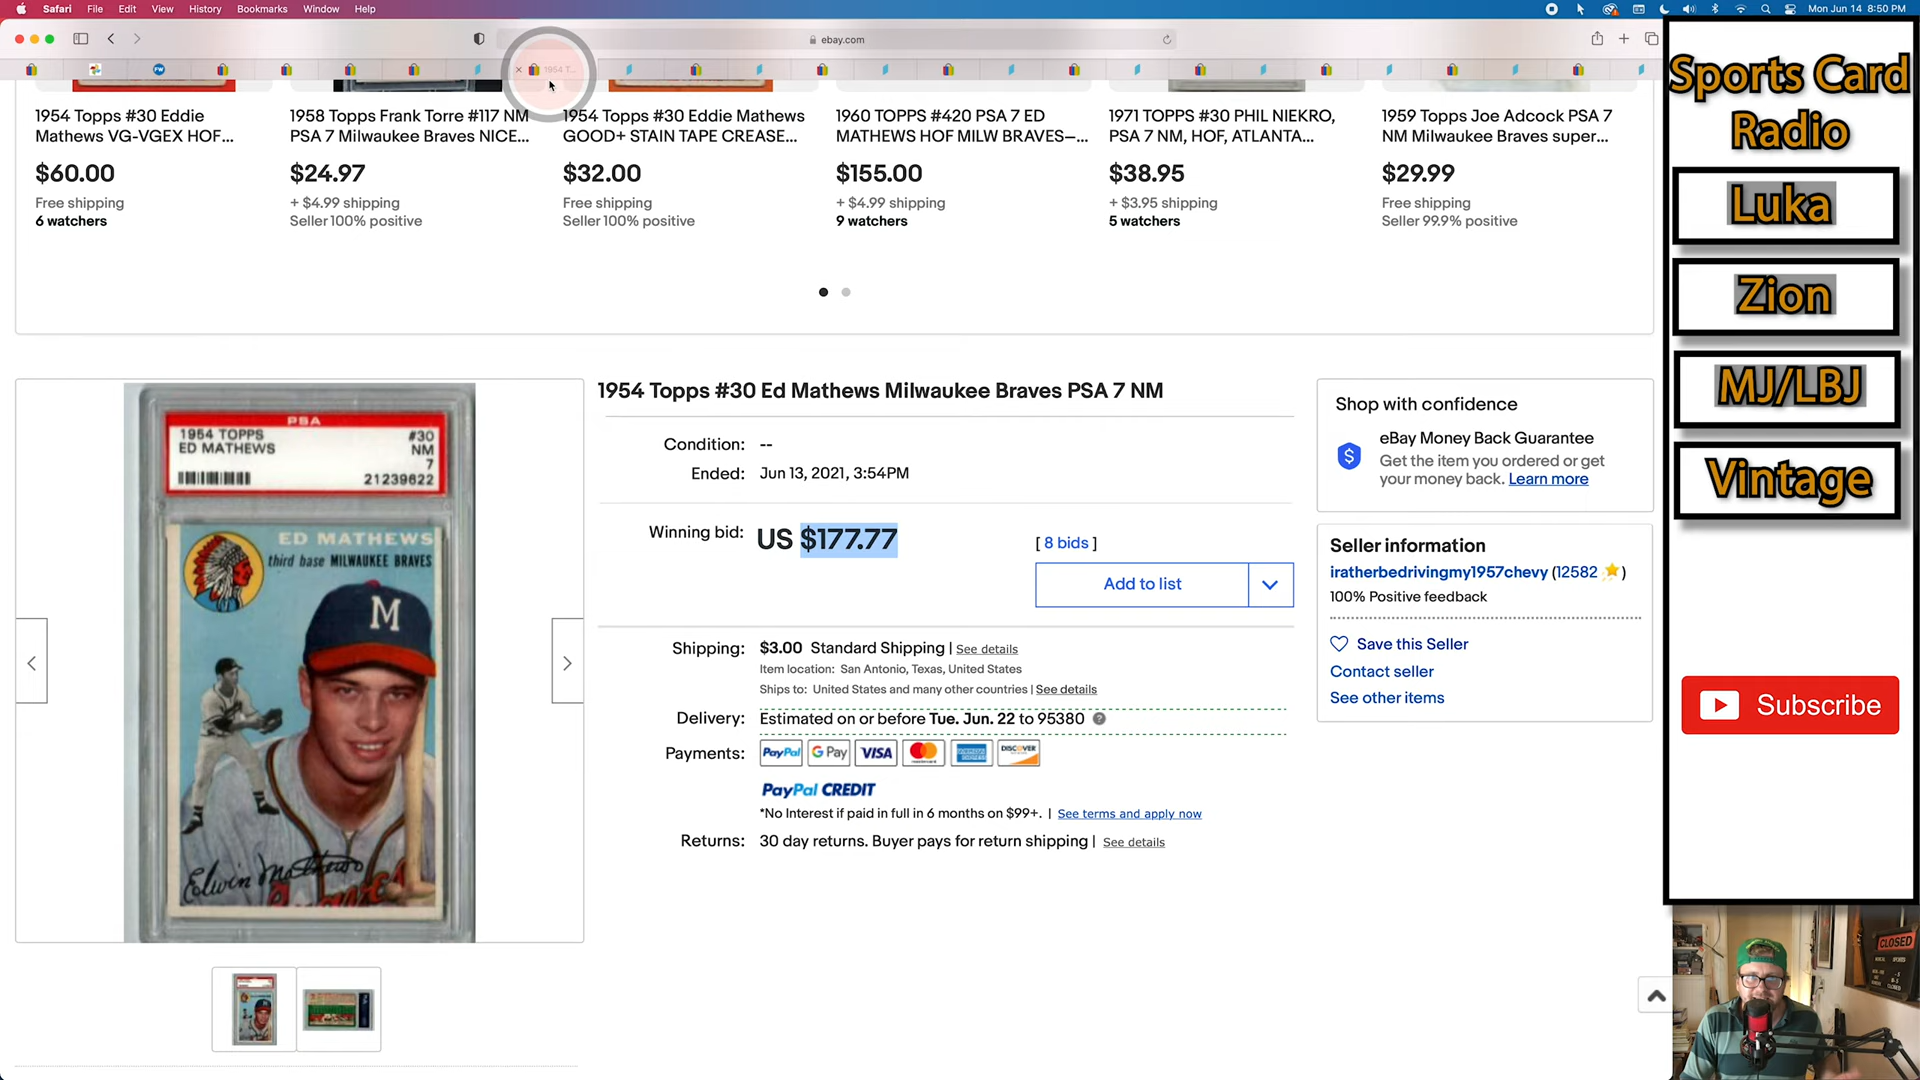 Safari File Edit View History Bookmarks Window Help Mon Jun 14 8:50 PM
ebay.com
1954 T...
1954 Topps #30 Eddie
Mathews VG-VGEX HOF...
$60.00
Free shipping
6 watchers
1958 Topps Frank Torre #117 NM
PSA 7 Milwaukee Braves NICE...
$24.97
+ $4.99 shipping
Seller 100% positive
1954 Topps #30 Eddie Mathews
GOOD+ STAIN TAPE CREASE...
$32.00
Free shipping
Seller 100% positive
1960 TOPPS #420 PSA 7 ED
MATHEWS HOF MILW BRAVES—...
$155.00
+ $4.99 shipping
9 watchers
1971 TOPPS #30 PHIL NIEKRO,
PSA 7 NM, HOF, ATLANTA...
$38.95
+ $3.95 shipping
5 watchers
1959 Topps Joe Adcock PSA 7
NM Milwaukee Braves super...
$29.99
Free shipping
Seller 99.9% positive
PSA
1954 TOPPS #30
ED MATHEWS NM
7
21239622
ED MATHEWS
third base MILWAUKEE BRAVES
M
Edwin Mathews
1954 Topps #30 Ed Mathews Milwaukee Braves PSA 7 NM
Condition: --
Ended: Jun 13, 2021, 3:54PM
Winning bid: US $177.77 [ 8 bids ]
Add to list
Shipping: $3.00 Standard Shipping | See details
Item location: San Antonio, Texas, United States
Ships to: United States and many other countries | See details
Delivery: Estimated on or before Tue. Jun. 22 to 95380
Payments: PayPal G Pay VISA MasterCard AMERICAN EXPRESS DISCOVER
PayPal CREDIT
*No Interest if paid in full in 6 months on $99+. | See terms and apply now
Returns: 30 day returns. Buyer pays for return shipping | See details
Shop with confidence
eBay Money Back Guarantee
Get the item you ordered or get
your money back. Learn more
Seller information
iratherbedrivingmy1957chevy (12582 )
100% Positive feedback
Save this Seller
Contact seller
See other items
Sports Card
Radio
Luka
Zion
MJ/LBJ
Vintage
Subscribe
CLOSED